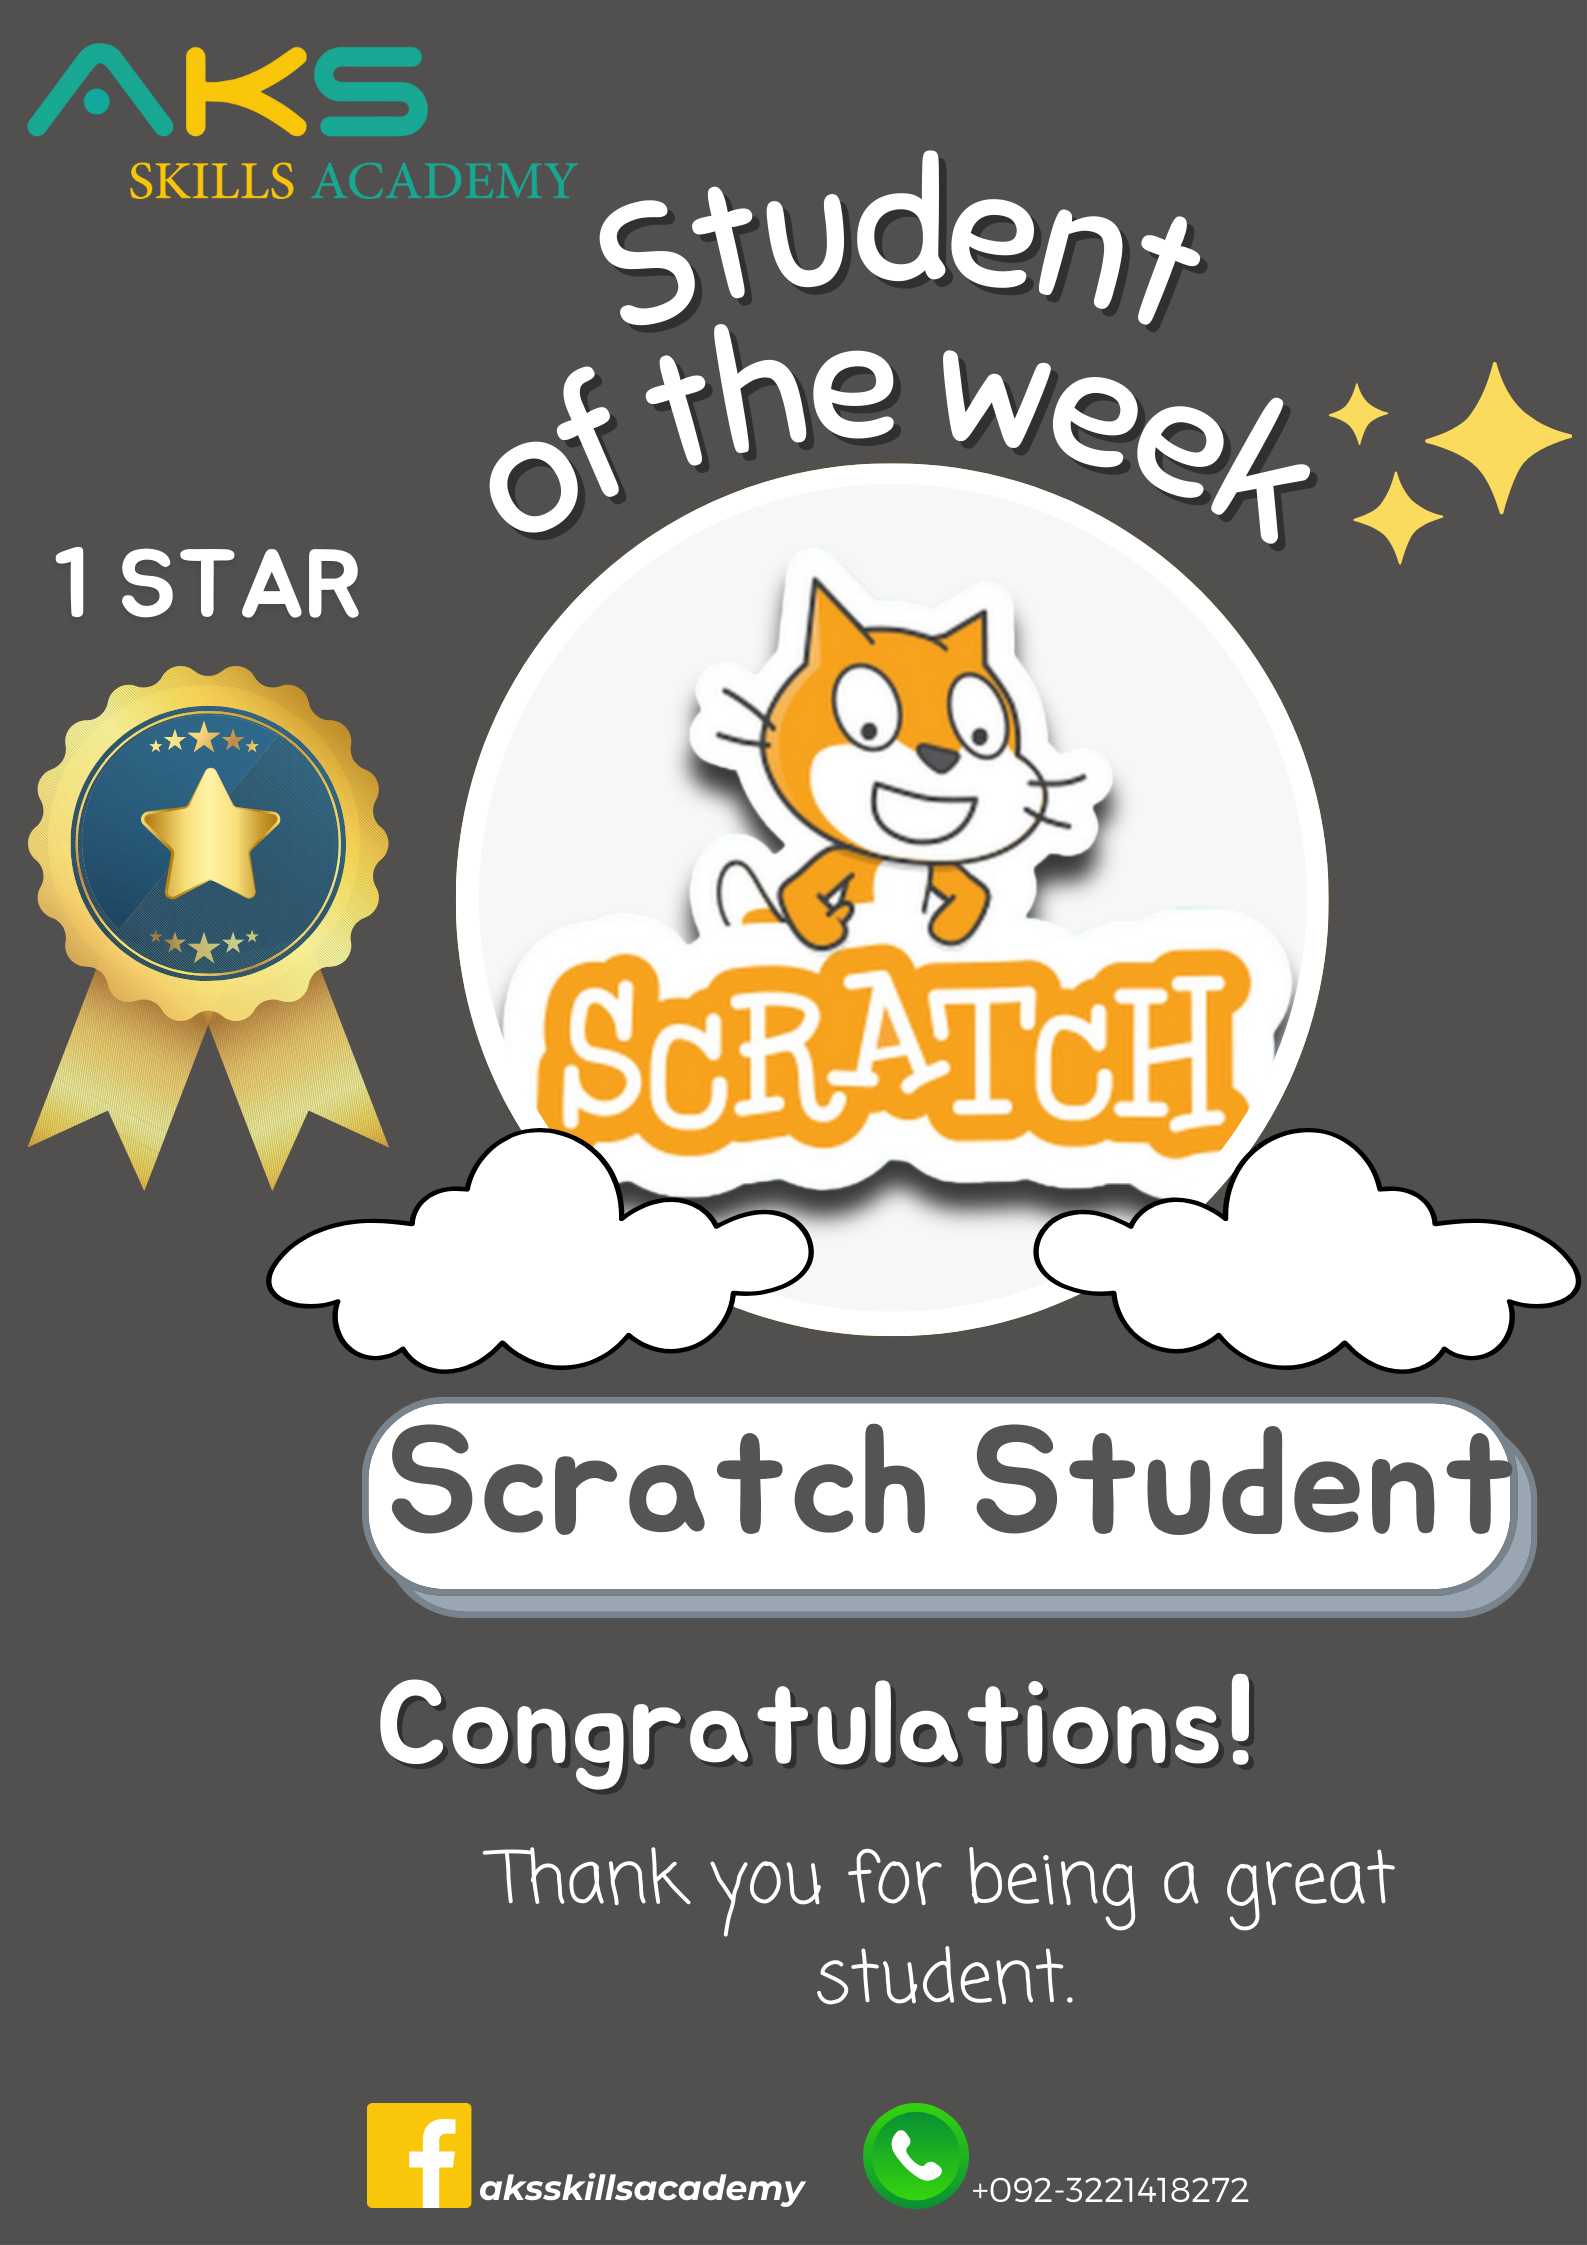 AKS
SKILLS ACADEMY
Student
of the week
1 STAR
SCRATCH
Scratch Student
Congratulations!
Thank you for being a great
student.
aksskillsacademy
+092-3221418272